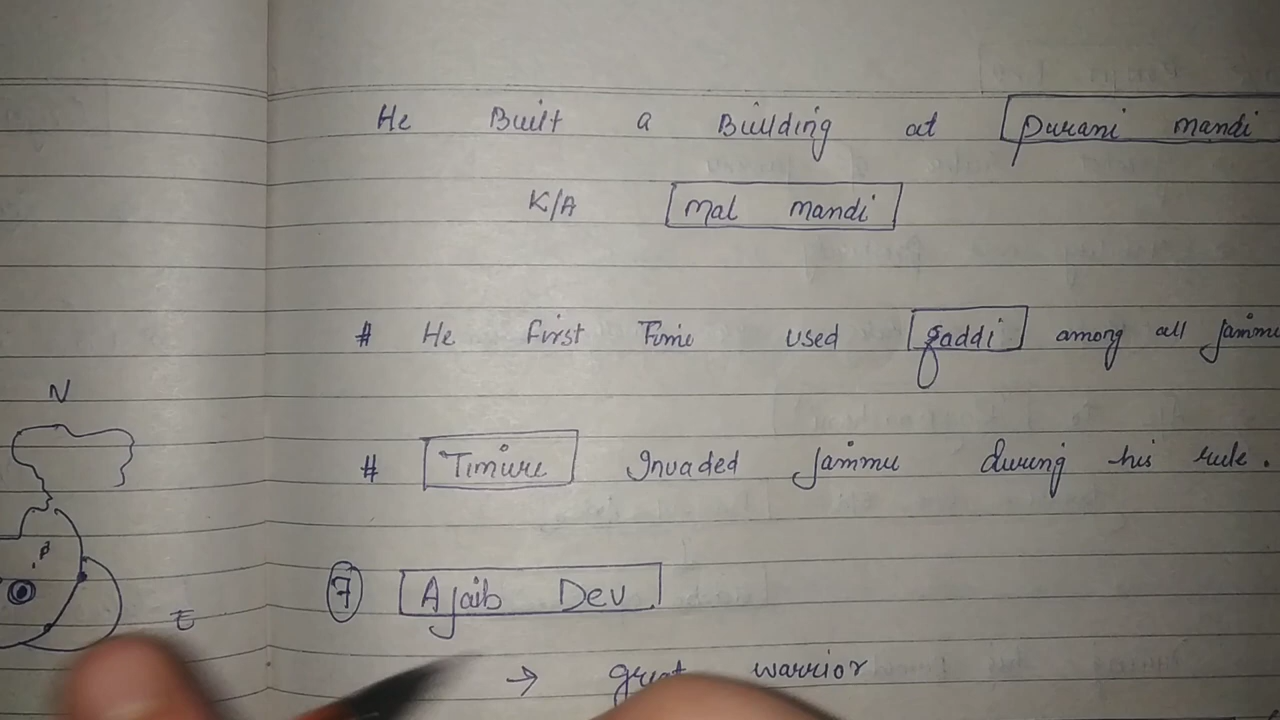 He Built a Building at Purani mandi
K/A Mal mandi
# He First Time used gaddi among all Jammu
# Timure Invaded Jammu during his rule.
N
P
E
7 Ajaib Dev
→ great warrior